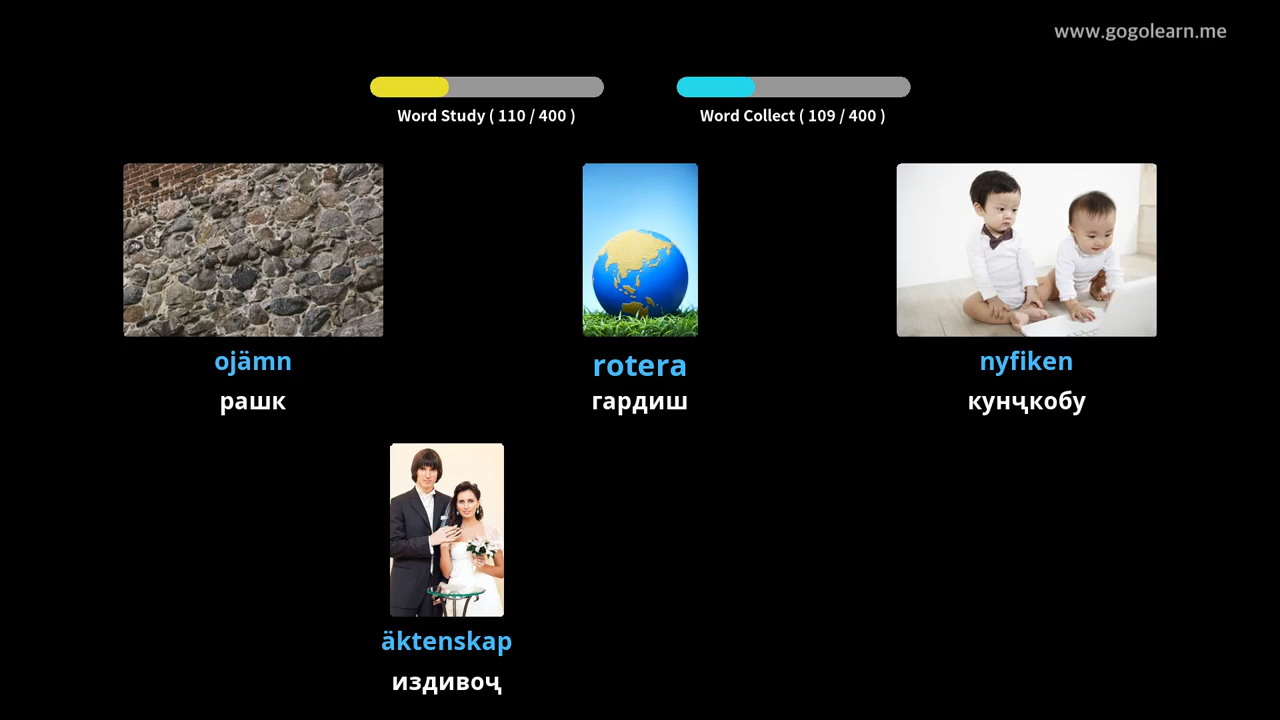 www.gogolearn.me
Word Study ( 110 / 400 )
Word Collect ( 109 / 400 )
ojämn
рашк
rotera
гардиш
nyfiken
кунҷкобу
äktenskap
издивоҷ